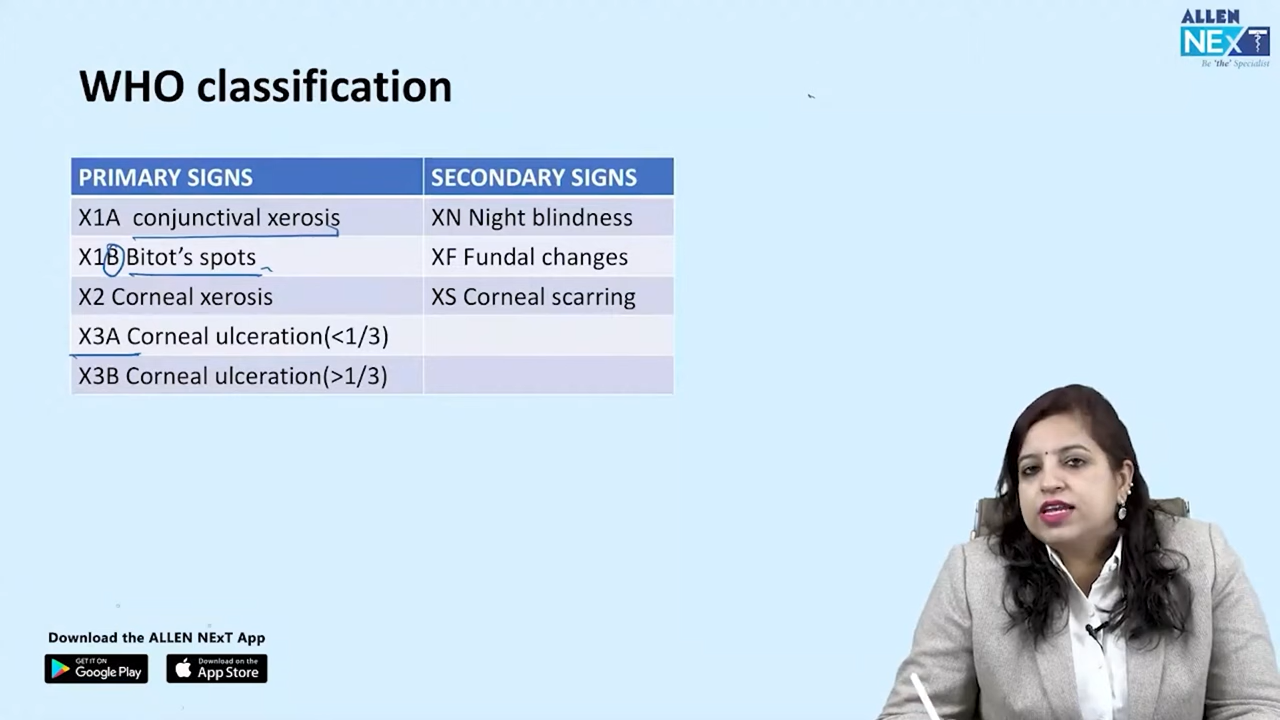 ALLEN
NExT
Be 'the' Specialist
WHO classification
PRIMARY SIGNS SECONDARY SIGNS
X1A conjunctival xerosis XN Night blindness
X1B Bitot's spots XF Fundal changes
X2 Corneal xerosis XS Corneal scarring
X3A Corneal ulceration(<1/3)
X3B Corneal ulceration(>1/3)
Download the ALLEN NExT App
GET IT ON
Google Play
Download on the
App Store